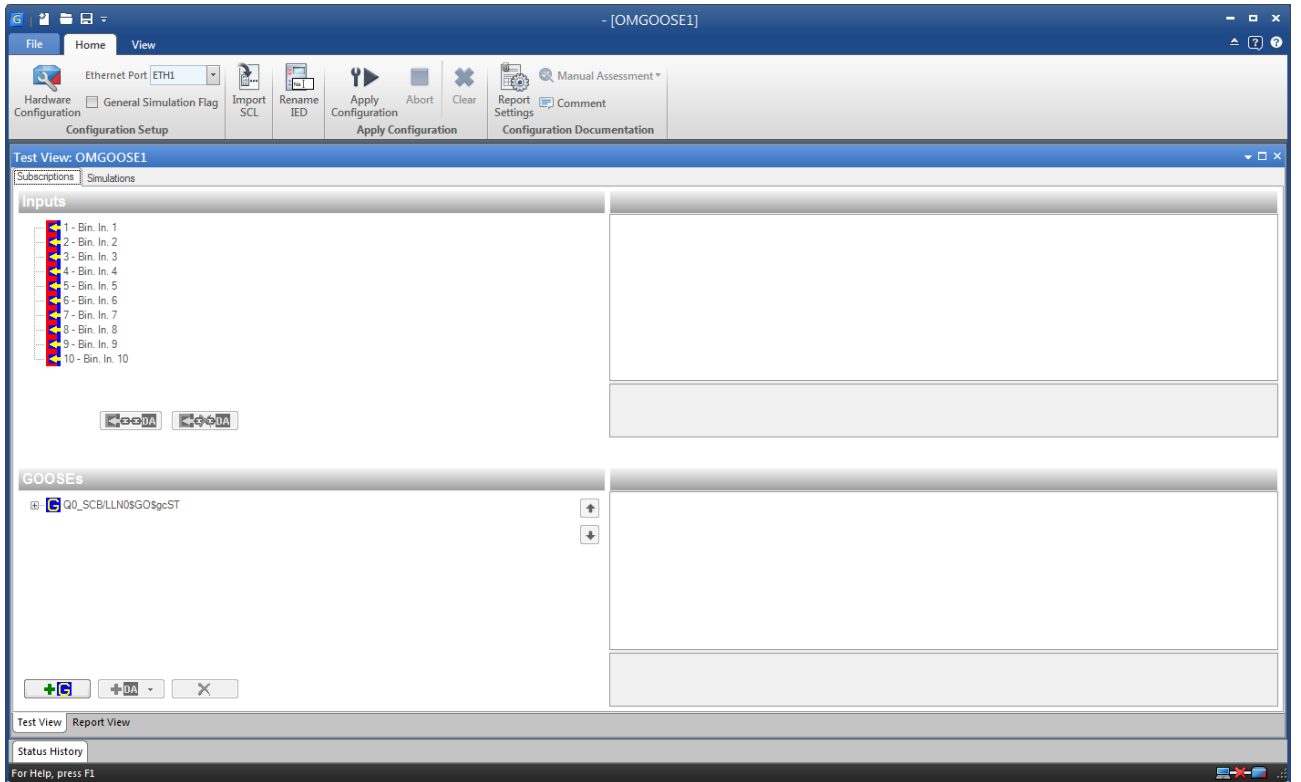 - [OMGOOSE1]
File Home View
Hardware Configuration
Ethernet Port ETH1
General Simulation Flag
Import SCL
Rename IED
Apply Configuration
Abort
Clear
Report Settings
Manual Assessment
Comment
Configuration Setup
Apply Configuration
Configuration Documentation
Test View: OMGOOSE1
Subscriptions Simulations
Inputs
1 - Bin. In. 1
2 - Bin. In. 2
3 - Bin. In. 3
4 - Bin. In. 4
5 - Bin. In. 5
6 - Bin. In. 6
7 - Bin. In. 7
8 - Bin. In. 8
9 - Bin. In. 9
10 - Bin. In. 10
DA DA
GOOSEs
G Q0_SCB/LLN0$GO$gcST
G DA
Test View Report View
Status History
For Help, press F1